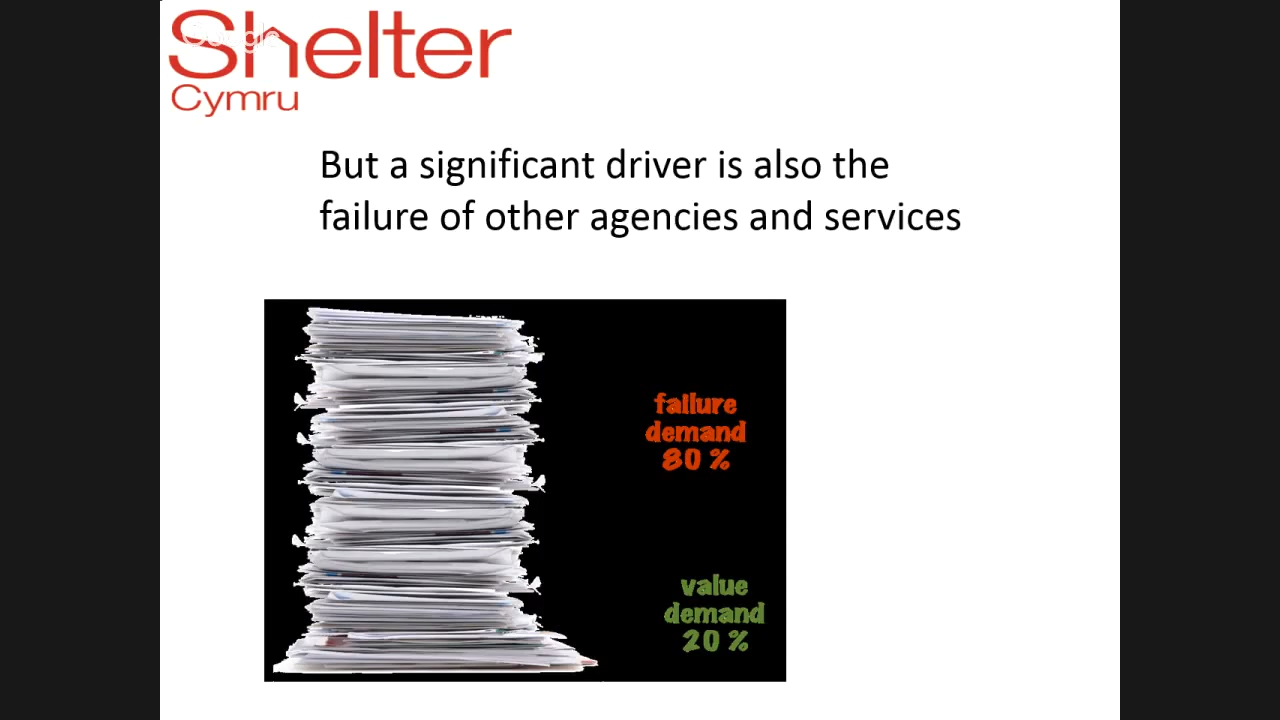 Shelter
Google
Cymru
But a significant driver is also the
failure of other agencies and services
failure
demand
80 %
value
demand
20 %